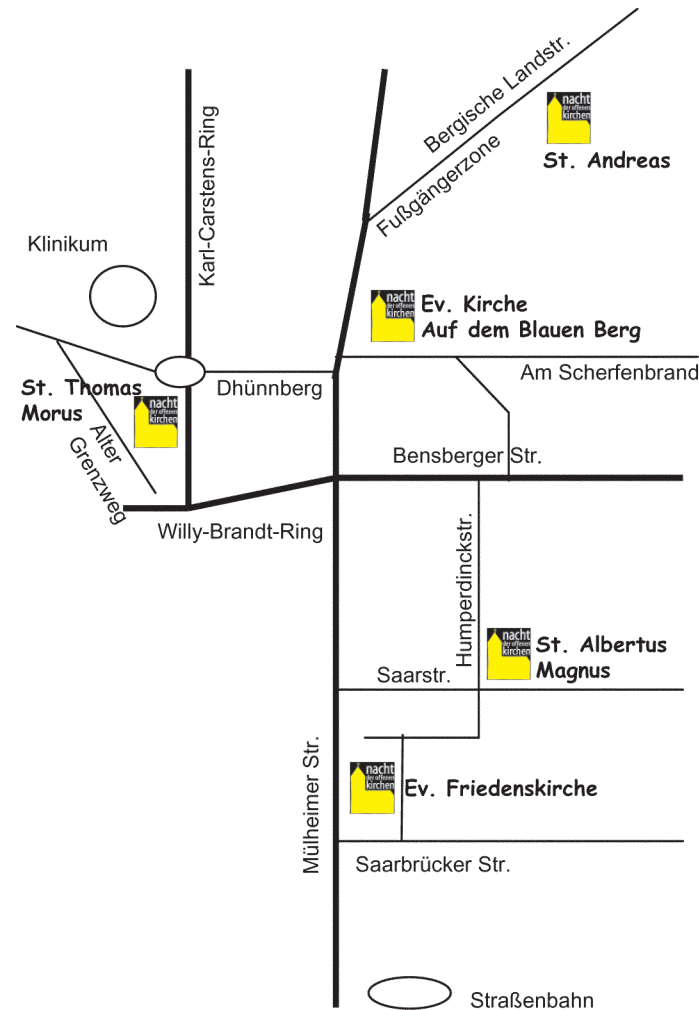 Bergische Landstr.
nacht
der offenen
kirchen
Fußgängerzone
St. Andreas
Karl-Carstens-Ring
Klinikum
nacht
der offenen
kirchen
Ev. Kirche
Auf dem Blauen Berg
Am Scherfenbrand
Dhünnberg
St. Thomas
Morus
nacht
der offenen
kirchen
Alter
Grenzweg
Bensberger Str.
Willy-Brandt-Ring
Humperdinckstr.
nacht
der offenen
kirchen
St. Albertus
Magnus
Saarstr.
Mülheimer Str.
nacht
der offenen
kirchen
Ev. Friedenskirche
Saarbrücker Str.
Straßenbahn